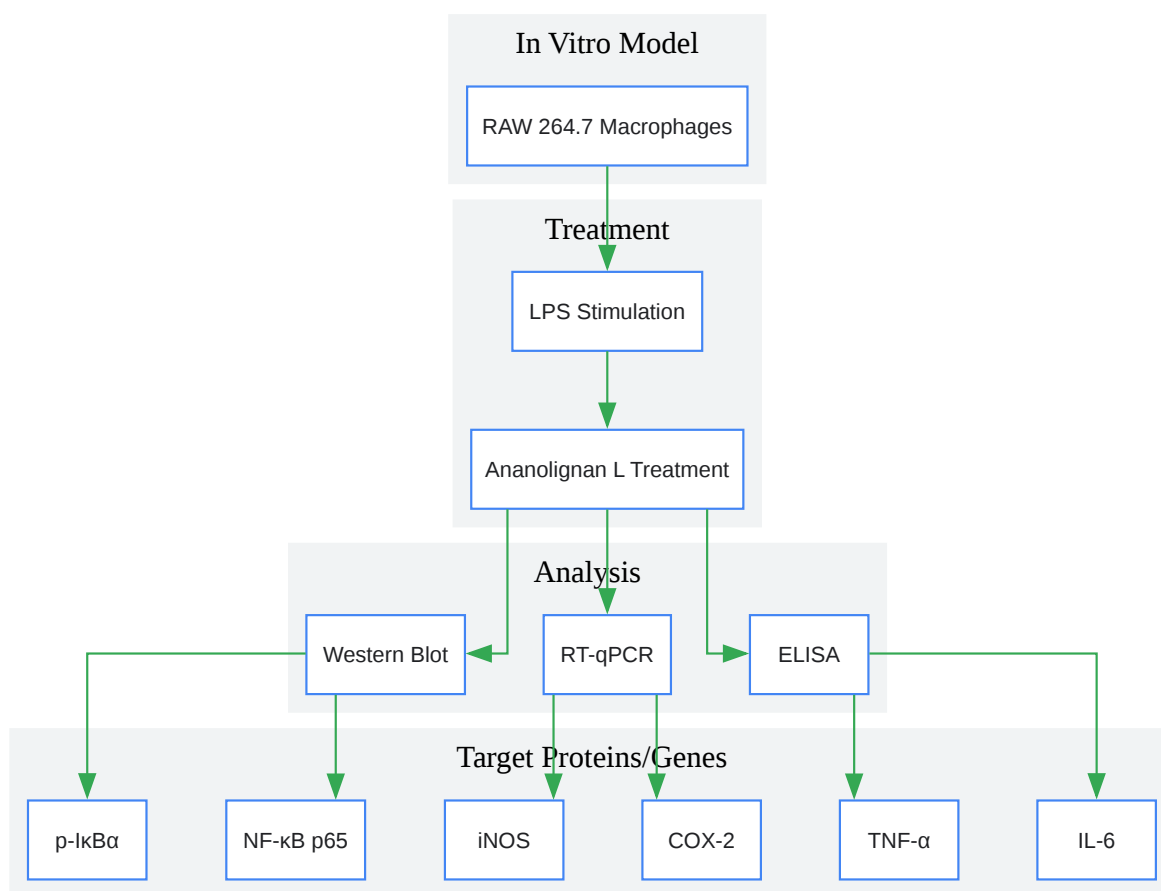 In Vitro Model
RAW 264.7 Macrophages
Treatment
LPS Stimulation
Ananolignan L Treatment
Analysis
Western Blot
RT-qPCR
ELISA
Target Proteins/Genes
p-IκBα
NF-κB p65
iNOS
COX-2
TNF-α
IL-6